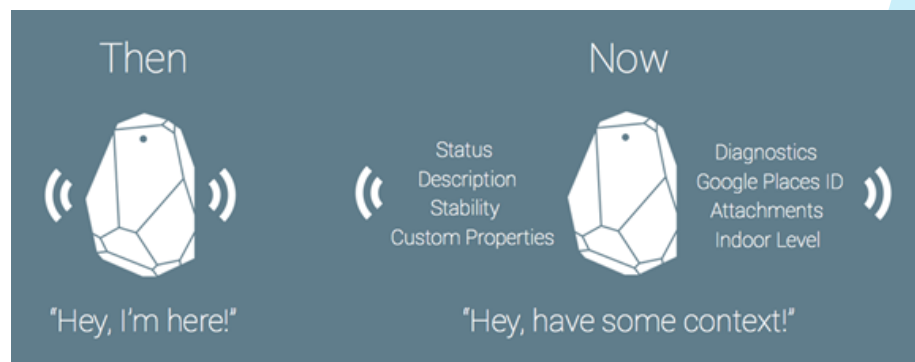 Then
"Hey, I'm here!"
Now
Status
Description
Stability
Custom Properties
Diagnostics
Google Places ID
Attachments
Indoor Level
"Hey, have some context!"